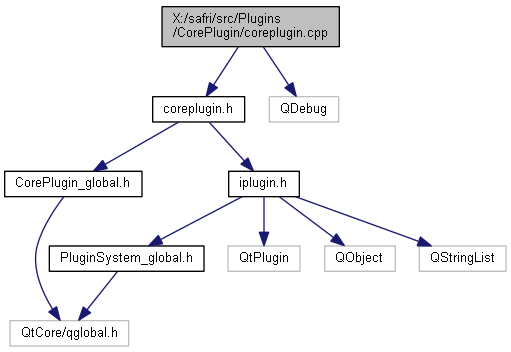 X:/safri/src/Plugins
/CorePlugin/coreplugin.cpp
coreplugin.h
QDebug
CorePlugin_global.h
iplugin.h
PluginSystem_global.h
QtPlugin
QObject
QStringList
QtCore/qglobal.h